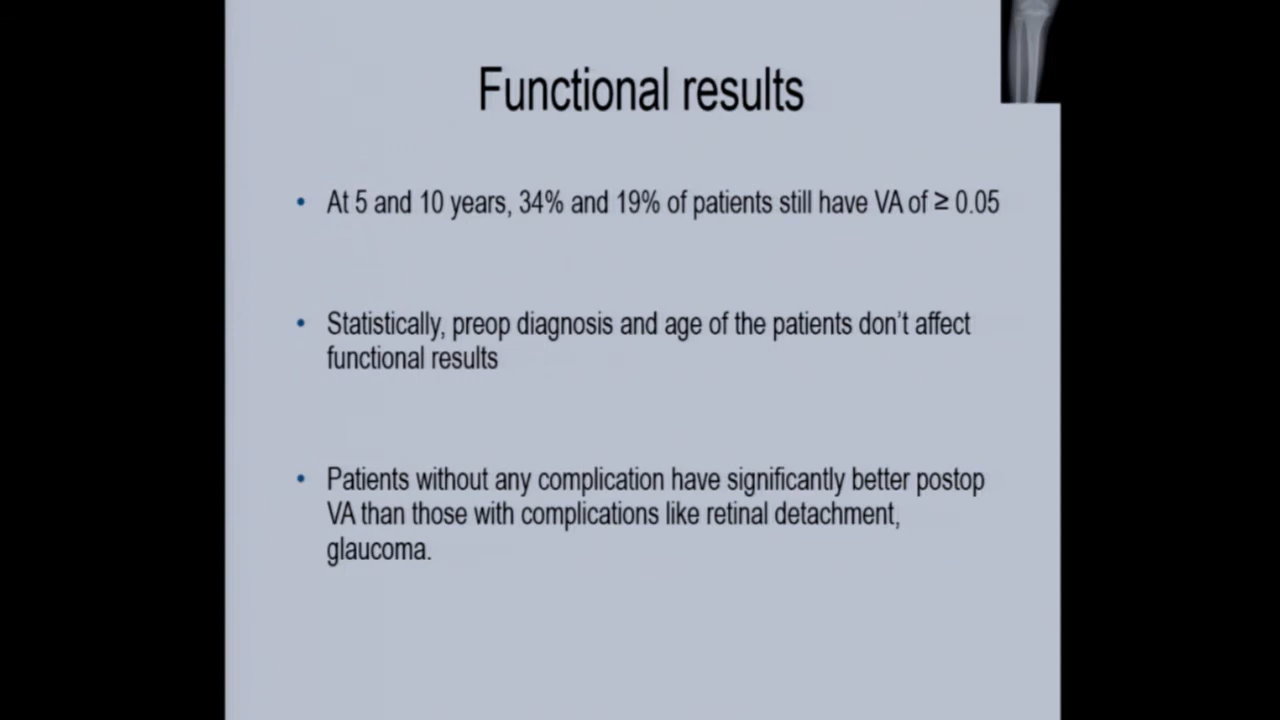 Functional results
• At 5 and 10 years, 34% and 19% of patients still have VA of ≥ 0.05
• Statistically, preop diagnosis and age of the patients don’t affect
functional results
• Patients without any complication have significantly better postop
VA than those with complications like retinal detachment,
glaucoma.